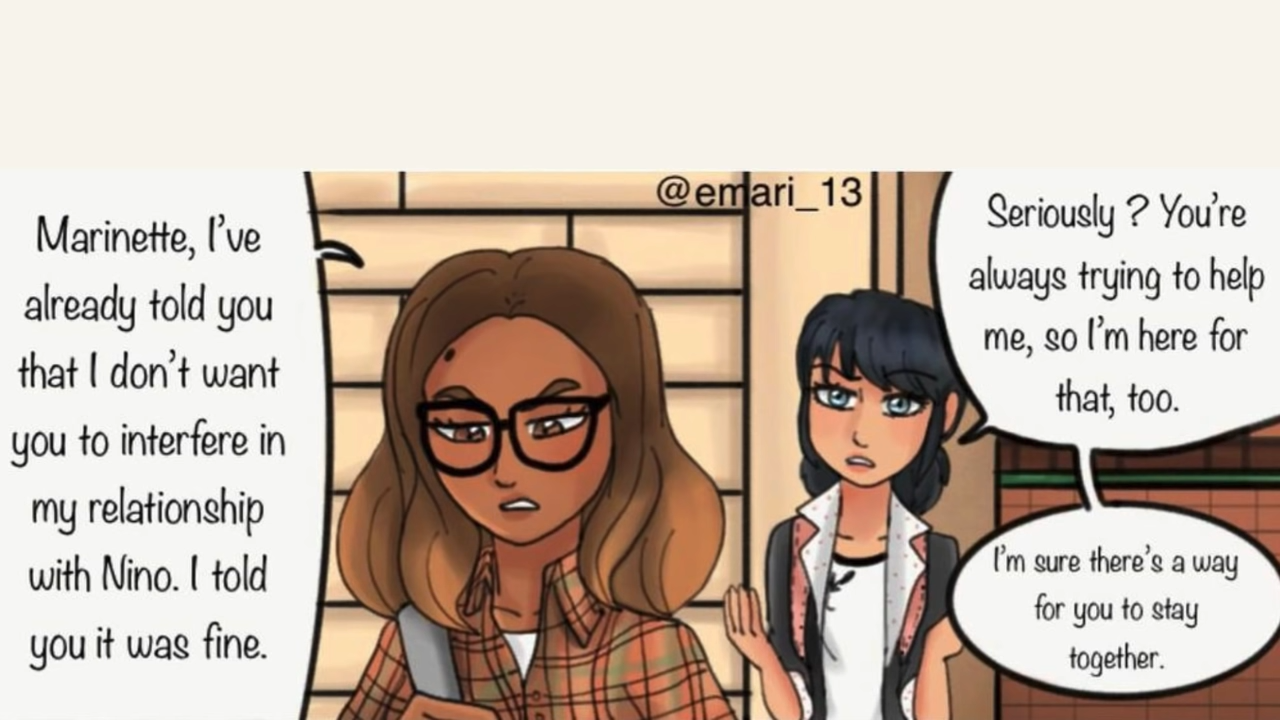 Marinette, I've
already told you
that I don't want
you to interfere in
my relationship
with Nino. I told
you it was fine.
@emari_13
Seriously ? You're
always trying to help
me, so I'm here for
that, too.
I'm sure there's a way
for you to stay
together.